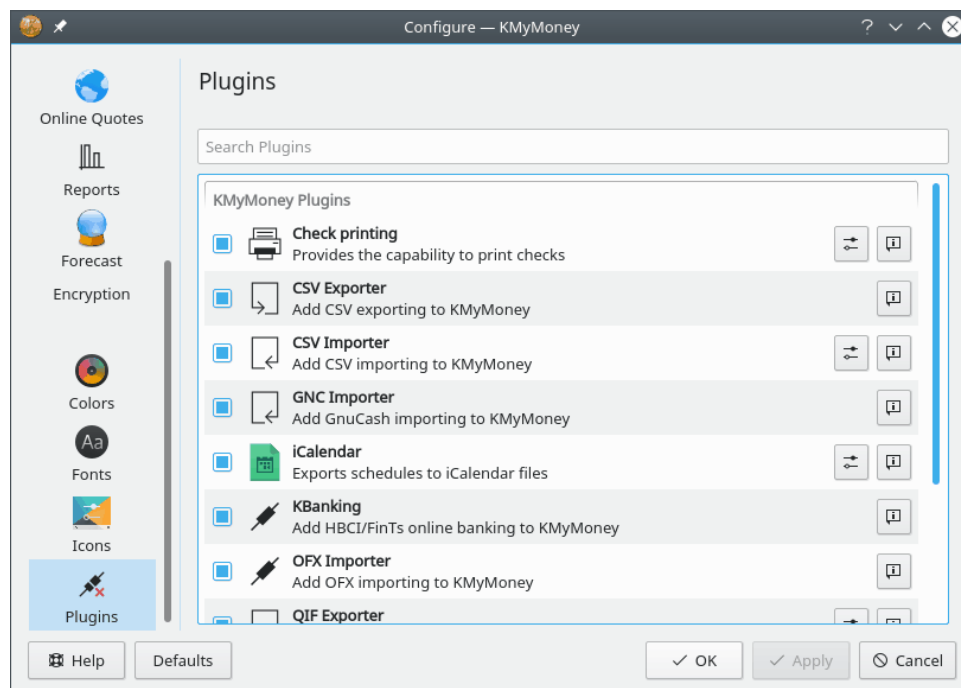 Configure — KMyMoney
Plugins
Online Quotes
Reports
Forecast
Encryption
Colors
Aa
Fonts
Icons
Plugins
Search Plugins
KMyMoney Plugins
Check printing
Provides the capability to print checks
CSV Exporter
Add CSV exporting to KMyMoney
CSV Importer
Add CSV importing to KMyMoney
GNC Importer
Add GnuCash importing to KMyMoney
iCalendar
Exports schedules to iCalendar files
KBanking
Add HBCI/FinTs online banking to KMyMoney
OFX Importer
Add OFX importing to KMyMoney
QIF Exporter
Help
Defaults
OK
Apply
Cancel